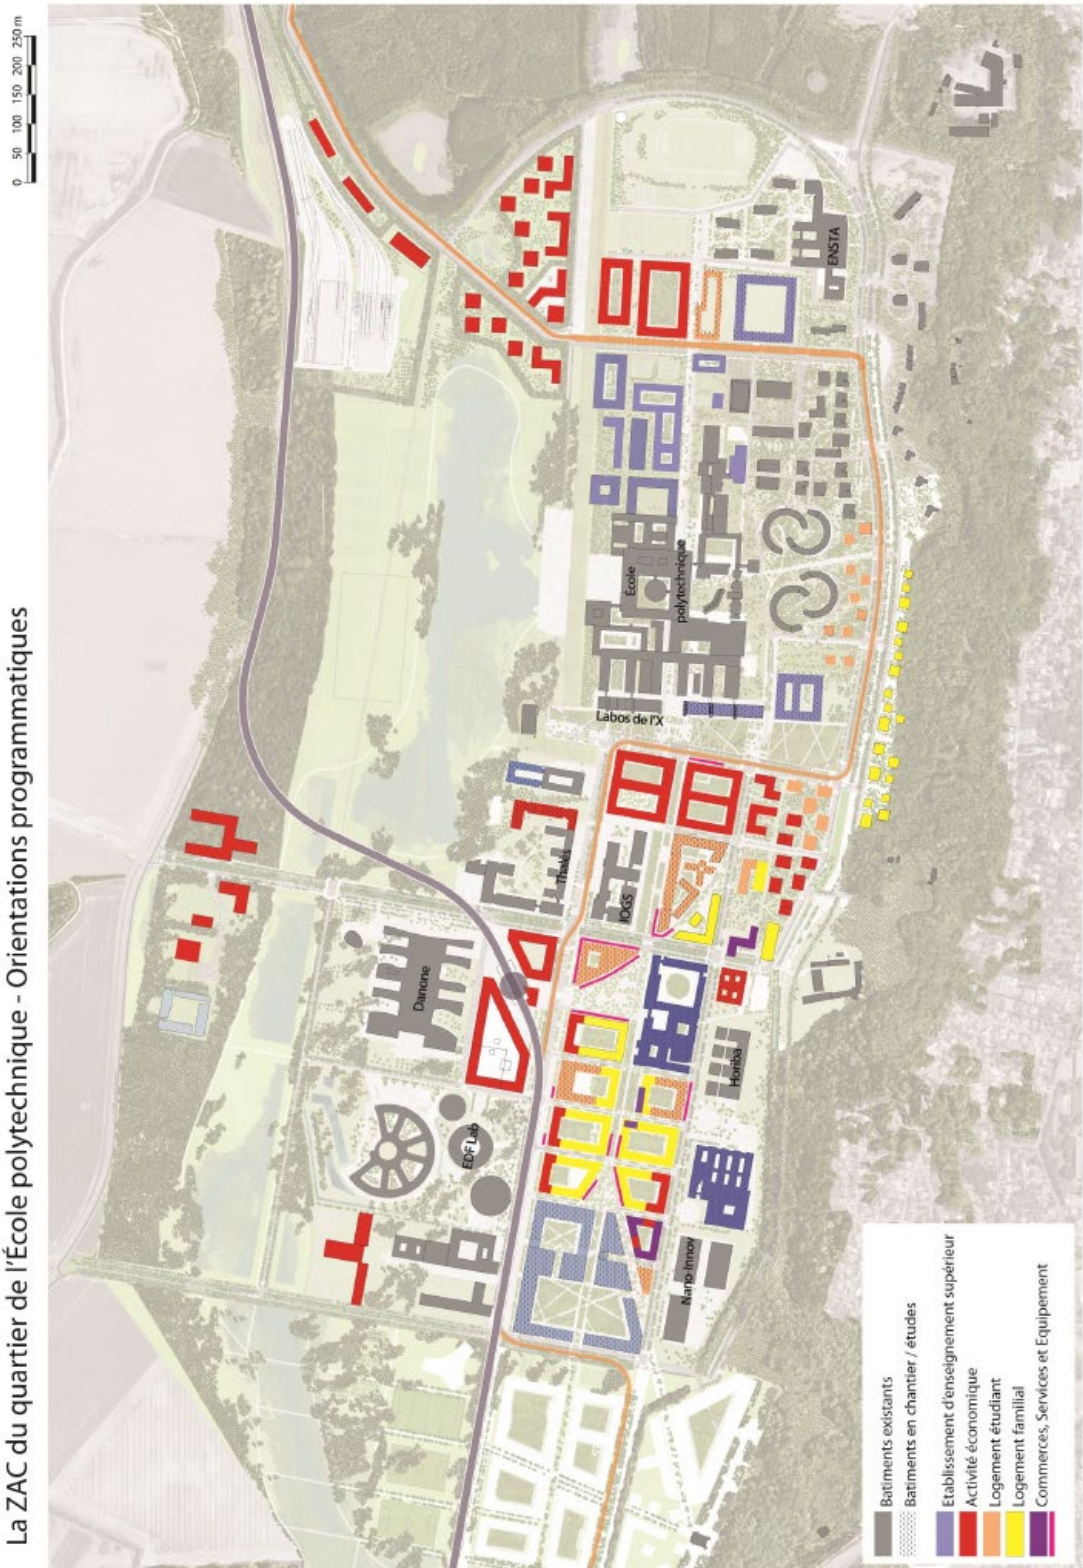 La ZAC du quartier de l'École polytechnique - Orientations programmatiques
0 50 100 150 200 250 m
Danone
EDF Lab
Thalès
IOGS
Labos de l'X
École
polytechnique
ENSTA
Horiba
Nano-Innov
Batiments existants
Batiments en chantier / études
Etablissement d'enseignement supérieur
Activité économique
Logement étudiant
Logement familial
Commerces, Services et Equipement